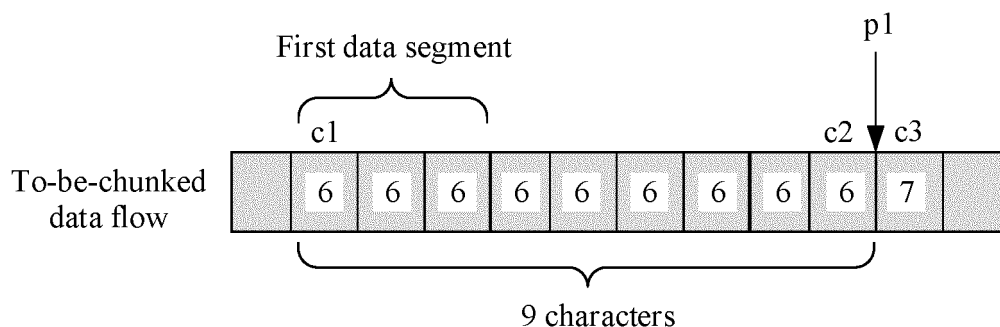 p1
First data segment
c1 c2 c3
To-be-chunked
data flow
6 6 6 6 6 6 6 6 6 7
9 characters